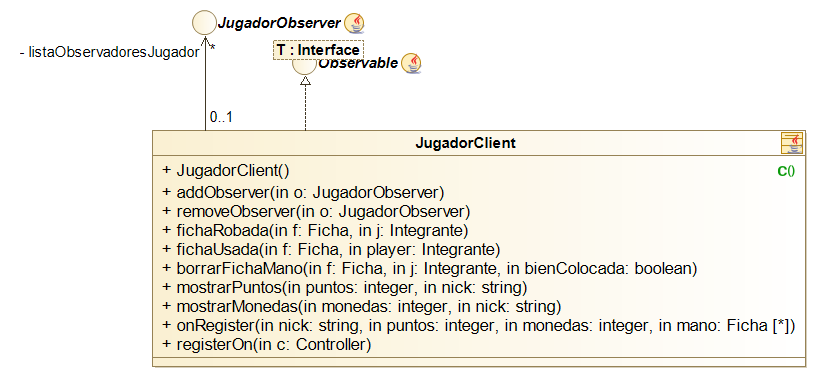 JugadorObserver
- listaObservadoresJugador
*
T : Interface
Observable
0..1
JugadorClient
+ JugadorClient()
C()
+ addObserver(in o: JugadorObserver)
+ removeObserver(in o: JugadorObserver)
+ fichaRobada(in f: Ficha, in j: Integrante)
+ fichaUsada(in f: Ficha, in player: Integrante)
+ borrarFichaMano(in f: Ficha, in j: Integrante, in bienColocada: boolean)
+ mostrarPuntos(in puntos: integer, in nick: string)
+ mostrarMonedas(in monedas: integer, in nick: string)
+ onRegister(in nick: string, in puntos: integer, in monedas: integer, in mano: Ficha [*])
+ registerOn(in c: Controller)